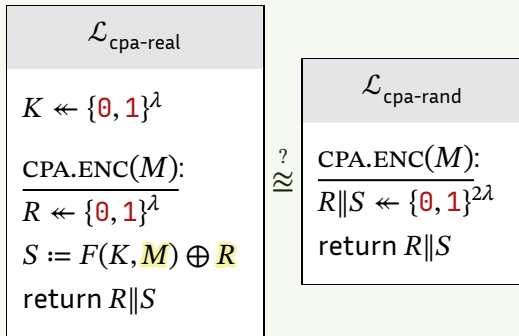 ℒcpa-real
K ↞ {0, 1}^λ
CPA.ENC(M):
R ↞ {0, 1}^λ
S ≔ F(K, M) ⊕ R
return R‖S
?
≊
ℒcpa-rand
CPA.ENC(M):
R‖S ↞ {0, 1}^2λ
return R‖S